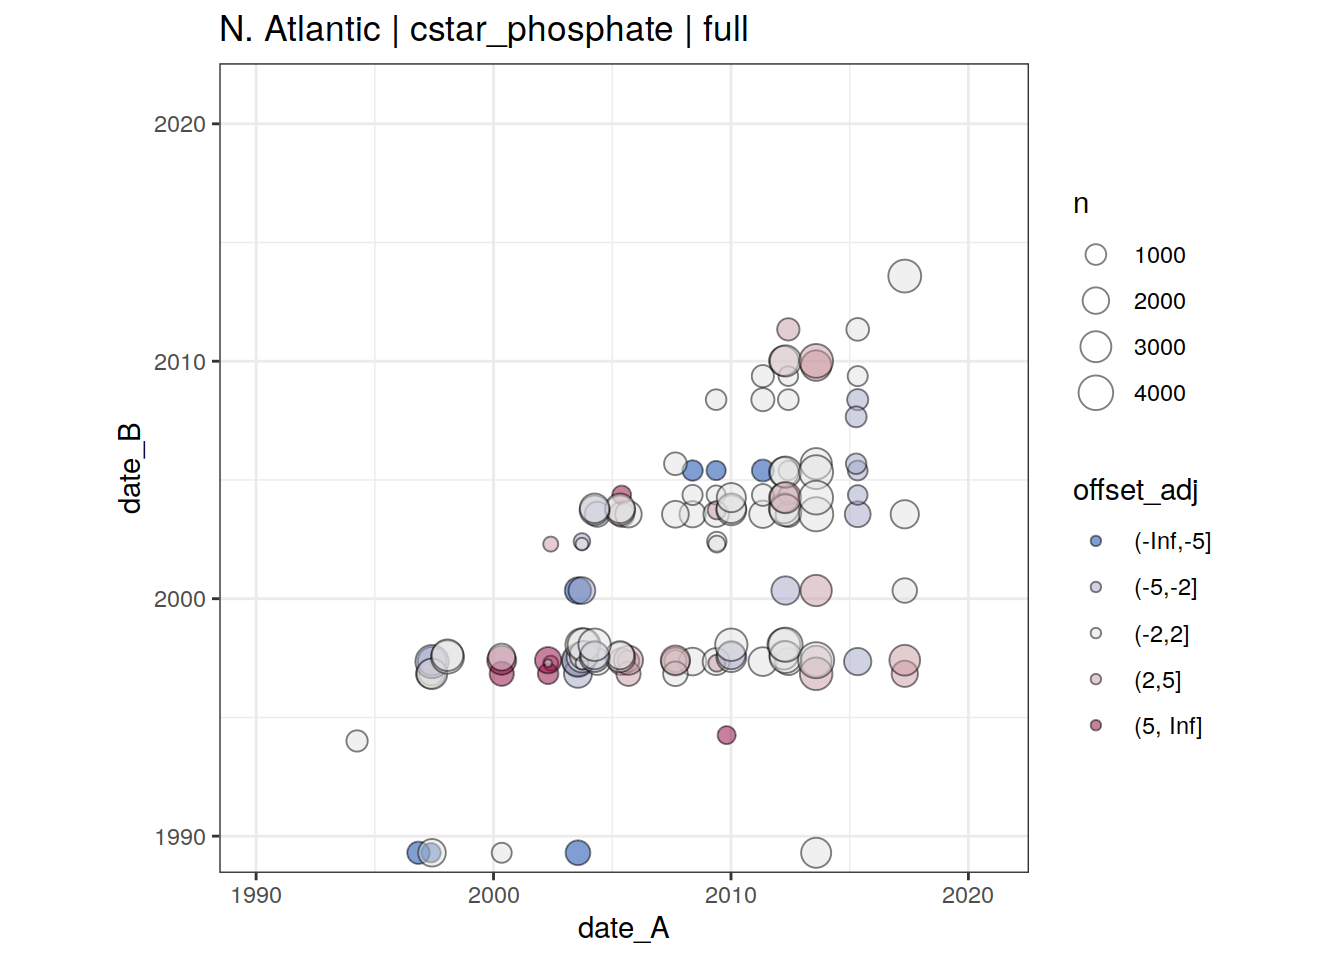 N. Atlantic | cstar_phosphate | full
2020
2010
2000
1990
date_B
1990
2000
2010
2020
date_A
n
1000
2000
3000
4000
offset_adj
(-Inf,-5]
(-5,-2]
(-2,2]
(2,5]
(5, Inf]